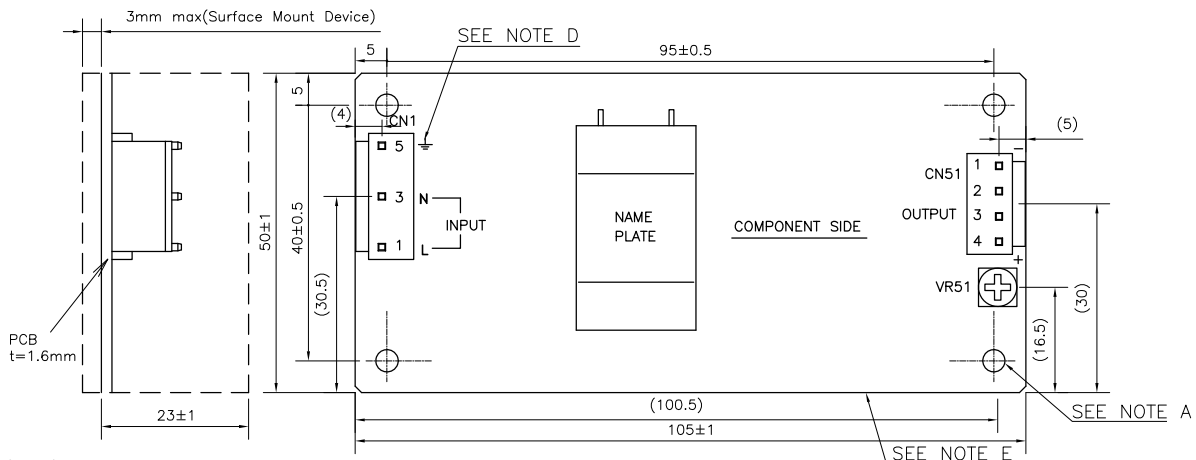 3mm max(Surface Mount Device)
SEE NOTE D
5
95±0.5
5
(4)
CN1
5
3
N
INPUT
1
L
NAME
PLATE
COMPONENT SIDE
(5)
−
1
CN51
2
OUTPUT
3
4
+
VR51
50±1
40±0.5
(30.5)
(30)
(16.5)
PCB
t=1.6mm
23±1
(100.5)
105±1
SEE NOTE A
SEE NOTE E